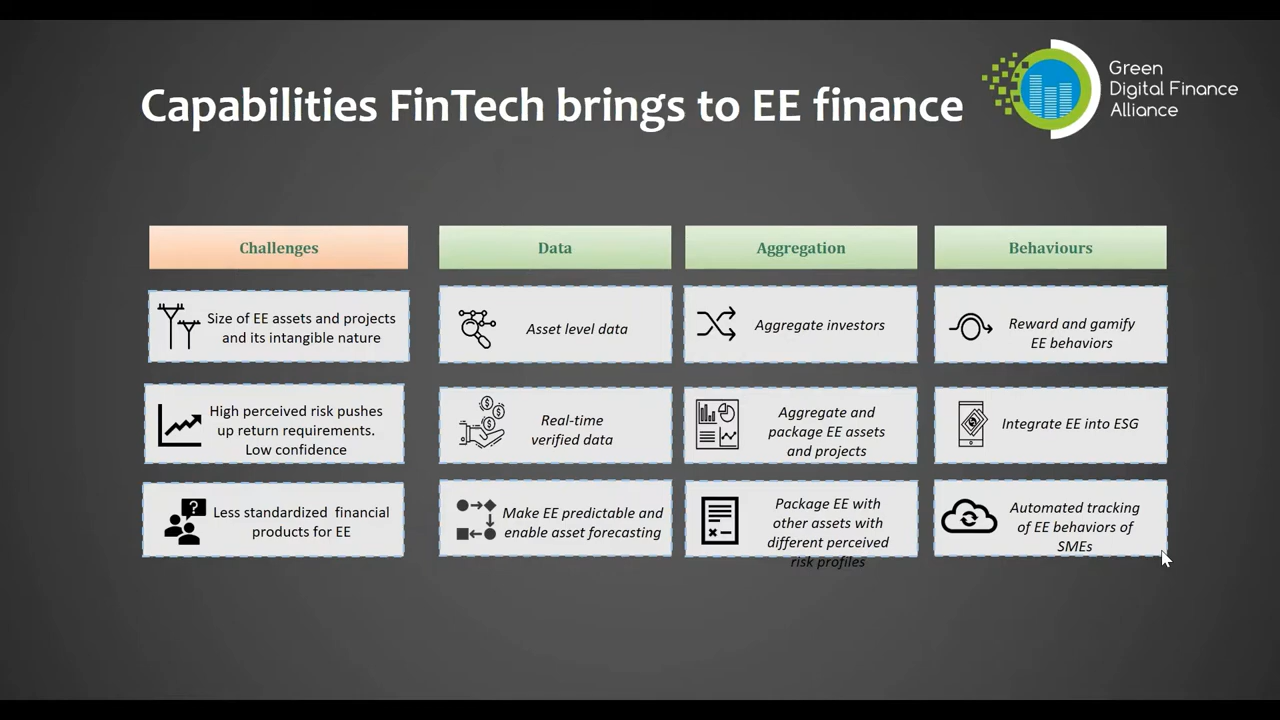 Capabilities FinTech brings to EE finance
Green
Digital Finance
Alliance
Challenges
Data
Aggregation
Behaviours
Size of EE assets and projects
and its intangible nature
Asset level data
Aggregate investors
Reward and gamify
EE behaviors
High perceived risk pushes
up return requirements.
Low confidence
Real-time
verified data
Aggregate and
package EE assets
and projects
Integrate EE into ESG
Less standardized financial
products for EE
Make EE predictable and
enable asset forecasting
Package EE with
other assets with
different perceived
risk profiles
Automated tracking
of EE behaviors of
SMEs